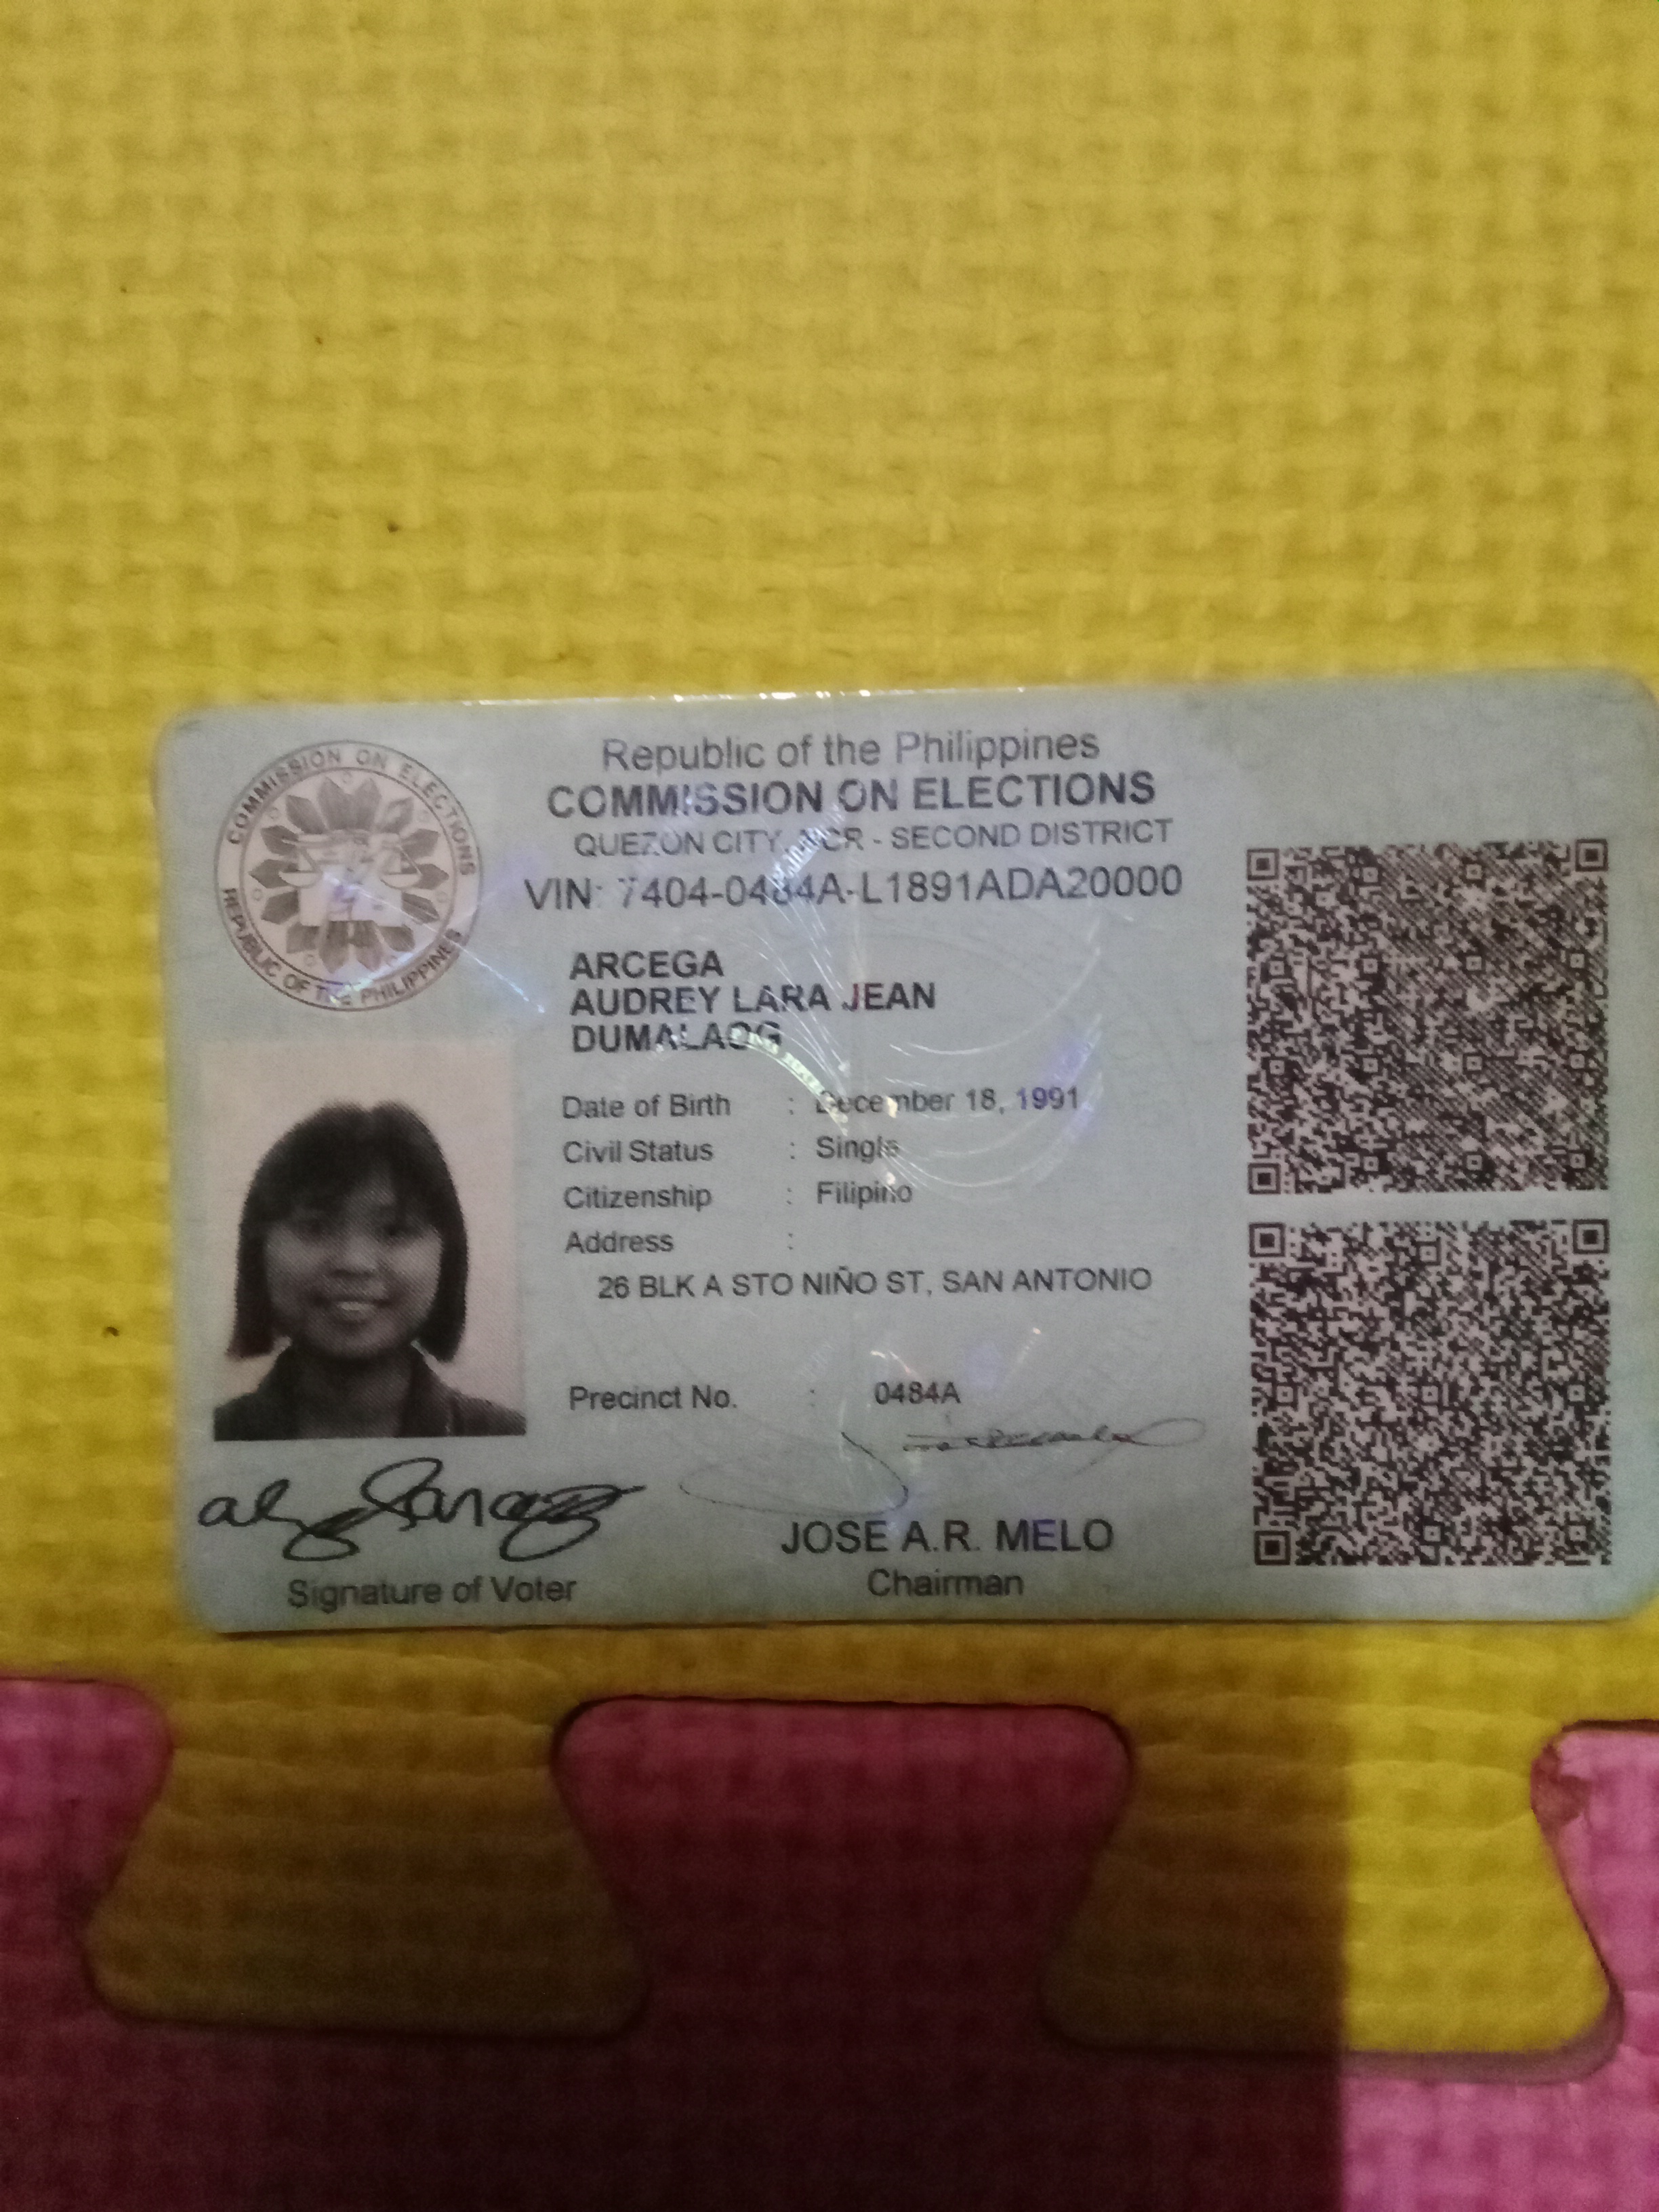 COMMISSION ON ELECTIONS
REPUBLIC OF THE PHILIPPINES
Republic of the Philippines
COMMISSION ON ELECTIONS
QUEZON CITY, NCR - SECOND DISTRICT
VIN: 7404-0484A-L1891ADA20000
ARCEGA
AUDREY LARA JEAN
DUMALAOG
Date of Birth : December 18, 1991
Civil Status : Single
Citizenship : Filipino
Address :
26 BLK A STO NIÑO ST, SAN ANTONIO
Precinct No. : 0484A
Signature of Voter
JOSE A.R. MELO
Chairman